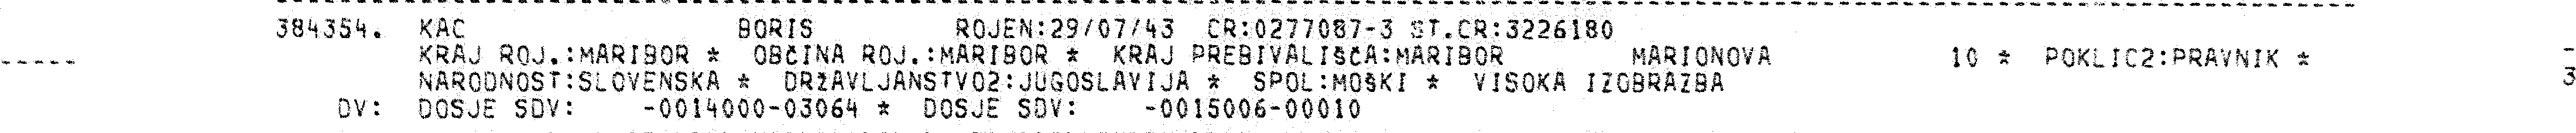 384354. KAC BORIS ROJEN:29/07/43 CR:0277087-3 ST.CR:3226180
KRAJ ROJ.:MARIBOR * OBČINA ROJ.:MARIBOR * KRAJ PREBIVALIŠČA:MARIBOR MARIONOVA 10 * POKLIC2:PRAVNIK *
NARODNOST:SLOVENSKA * DRŽAVLJANSTVO2:JUGOSLAVIJA * SPOL:MOŠKI * VISOKA IZOBRAZBA
DV: DOSJE SDV: -0014000-03064 * DOSJE SDV: -0015006-00010